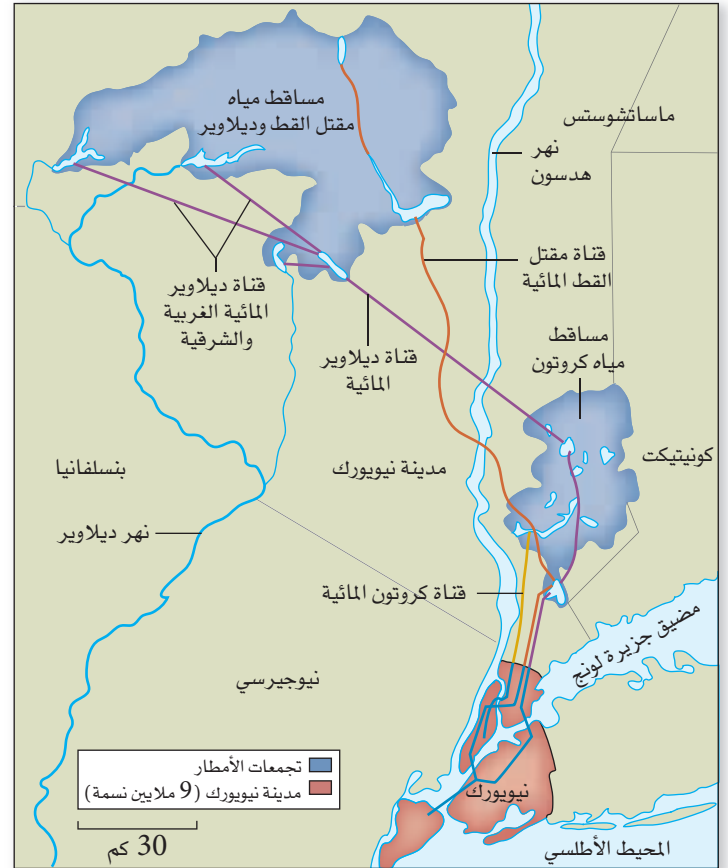 مساقط مياه
مقتل القط وديلاوير
ماساتشوستس
نهر
هدسون
قناة مقتل
القط المائية
قناة ديلاوير
المائية الغربية
والشرقية
قناة ديلاوير
المائية
مساقط
مياه كروتون
كونيتيكت
مدينة نيويورك
بنسلفانيا
نهر ديلاوير
قناة كروتون المائية
مضيق جزيرة لونج
نيوجيرسي
تجمعات الأمطار
مدينة نيويورك (9 ملايين نسمة)
نيويورك
30 كم
المحيط الأطلسي